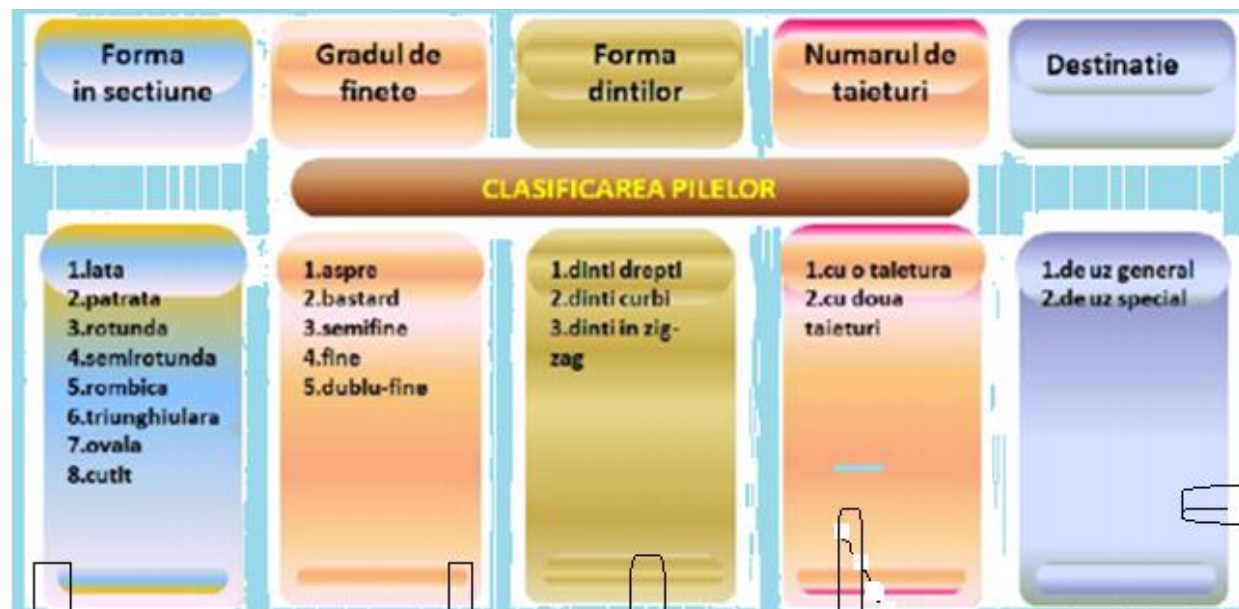 Forma
in sectiune
Gradul de
finete
Forma
dintilor
Numarul de
taieturi
Destinatie
CLASIFICAREA PILELOR
1.lata
2.patrata
3.rotunda
4.semirotunda
5.rombica
6.triunghiulara
7.ovala
8.cutit
1.aspre
2.bastard
3.semifine
4.fine
5.dublu-fine
1.dinti drepti
2.dinti curbi
3.dinti in zig-
zag
1.cu o taietura
2.cu doua
taieturi
1.de uz general
2.de uz special